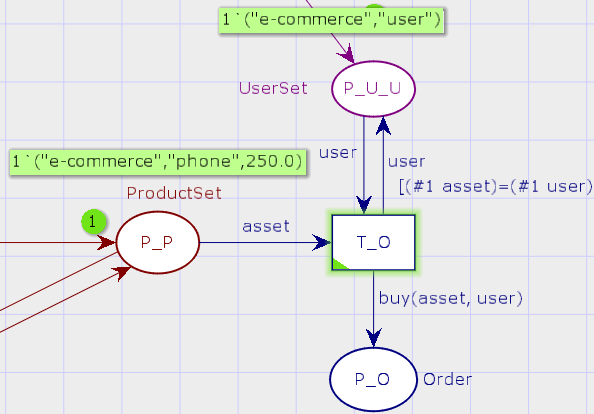 1`("e-commerce","user")
UserSet
P_U_U
user
user
[(#1 asset)=(#1 user)
1`("e-commerce","phone",250.0)
ProductSet
1
P_P
asset
T_O
buy(asset, user)
P_O
Order